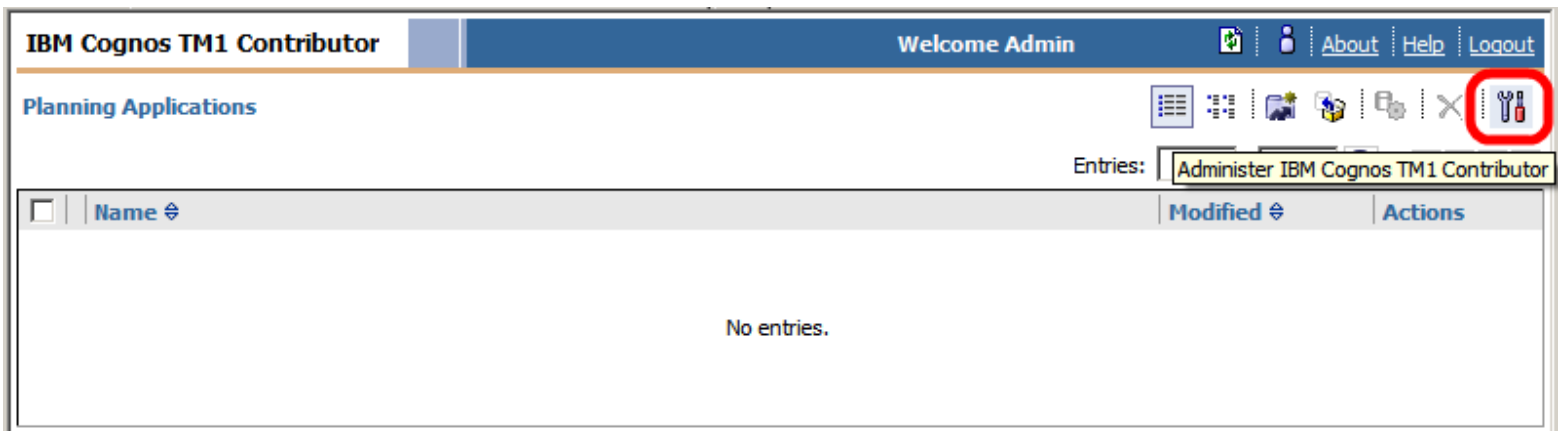 IBM Cognos TM1 Contributor Welcome Admin About Help Logout
Planning Applications
Entries:
Administer IBM Cognos TM1 Contributor
Name Modified Actions
No entries.